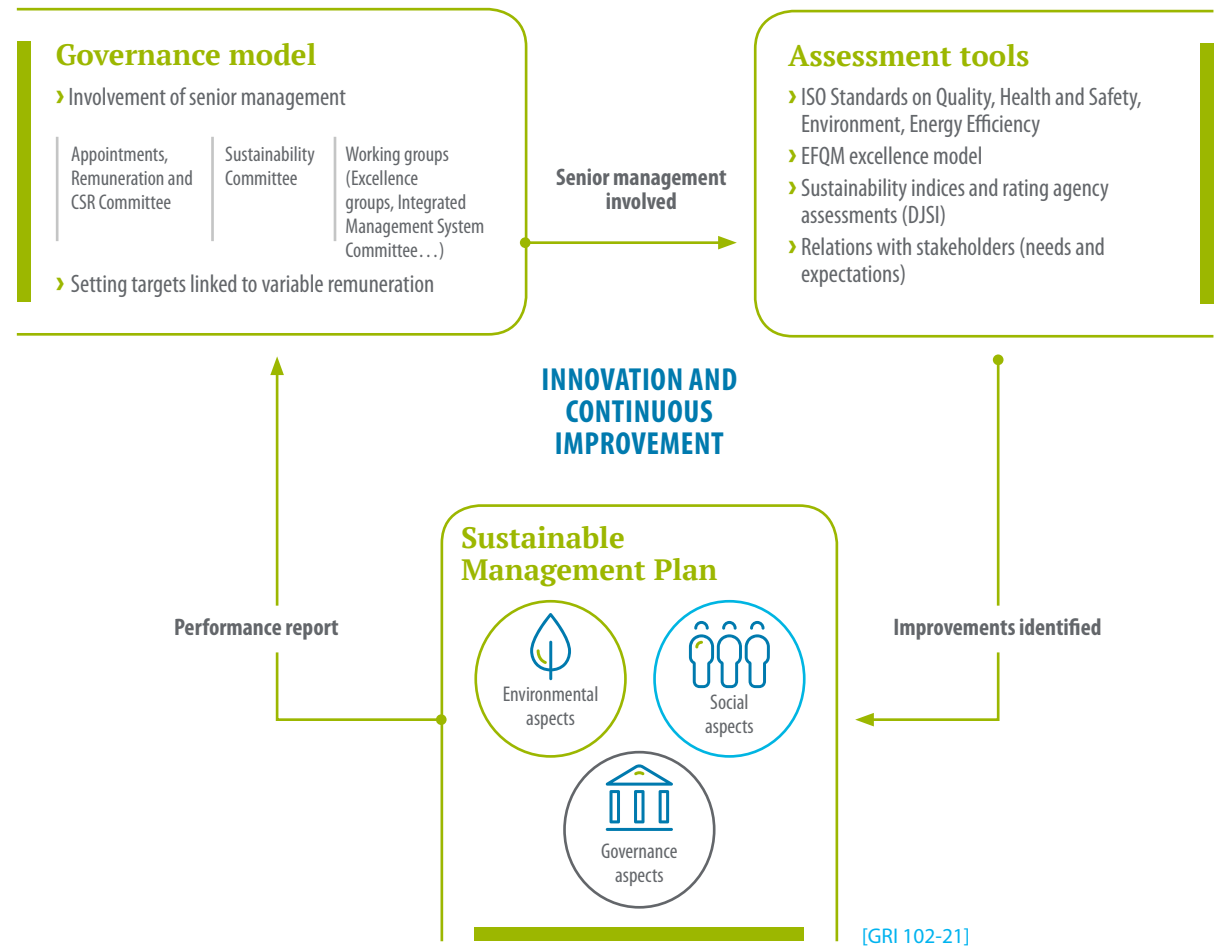 Governance model
› Involvement of senior management
Appointments,
Remuneration and
CSR Committee
Sustainability
Committee
Working groups
(Excellence
groups, Integrated
Management System
Committee…)
› Setting targets linked to variable remuneration
Senior management
involved
Assessment tools
› ISO Standards on Quality, Health and Safety,
Environment, Energy Efficiency
› EFQM excellence model
› Sustainability indices and rating agency
assessments (DJSI)
› Relations with stakeholders (needs and
expectations)
INNOVATION AND
CONTINUOUS
IMPROVEMENT
Performance report
Sustainable
Management Plan
Environmental
aspects
Social
aspects
Governance
aspects
Improvements identified
[GRI 102-21]